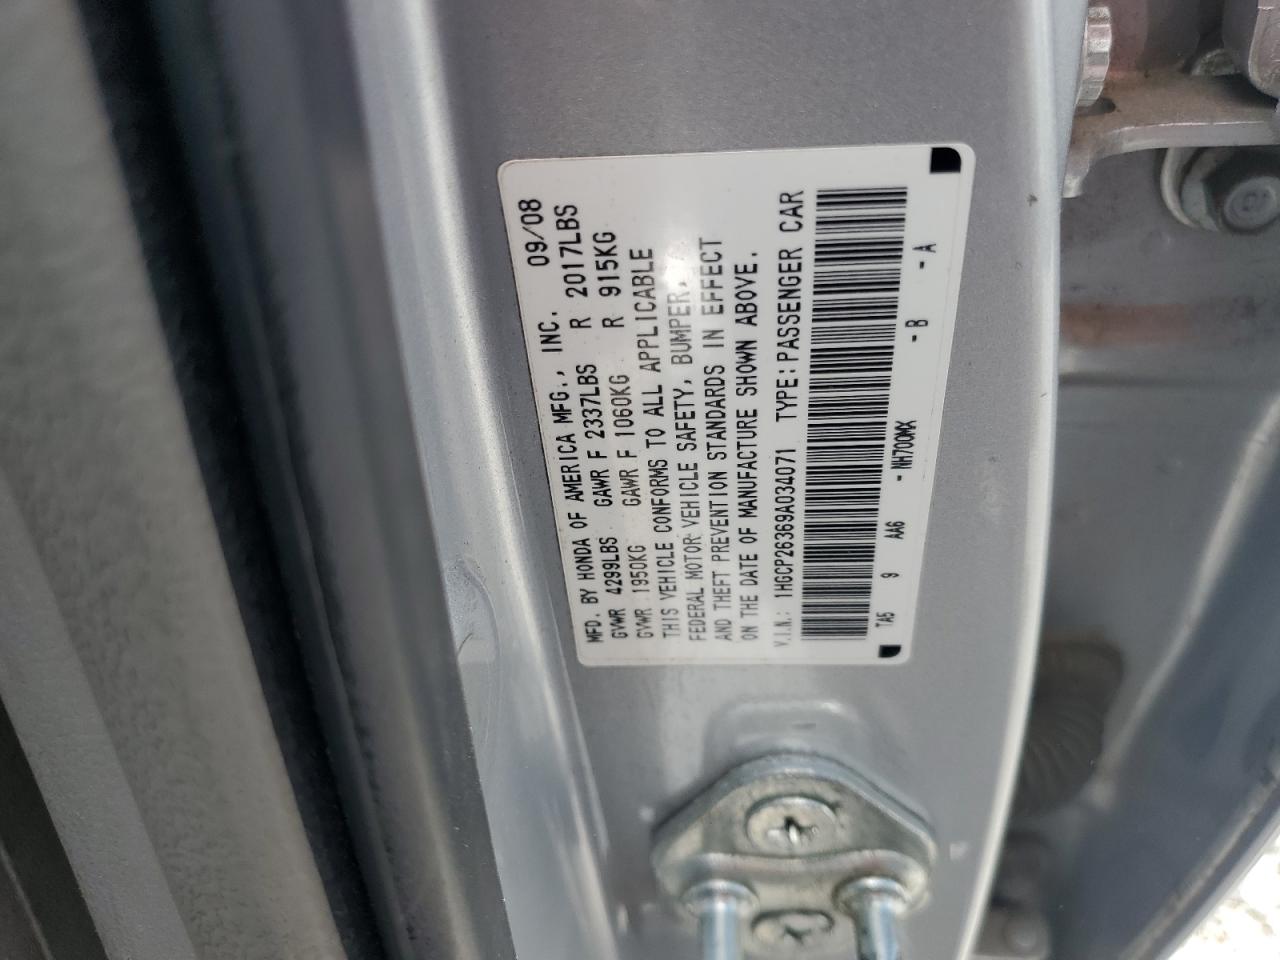 MFD. BY HONDA OF AMERICA MFG., INC. 09/08
GVWR 4299LBS GAWR F 2337LBS R 2017LBS
GVWR 1950KG GAWR F 1060KG R 915KG
THIS VEHICLE CONFORMS TO ALL APPLICABLE
FEDERAL MOTOR VEHICLE SAFETY, BUMPER,
AND THEFT PREVENTION STANDARDS IN EFFECT
ON THE DATE OF MANUFACTURE SHOWN ABOVE.
V.I.N.: 1HGCP26369A034071 TYPE:PASSENGER CAR
TA5 9 AA6 - NH700MX - B - A